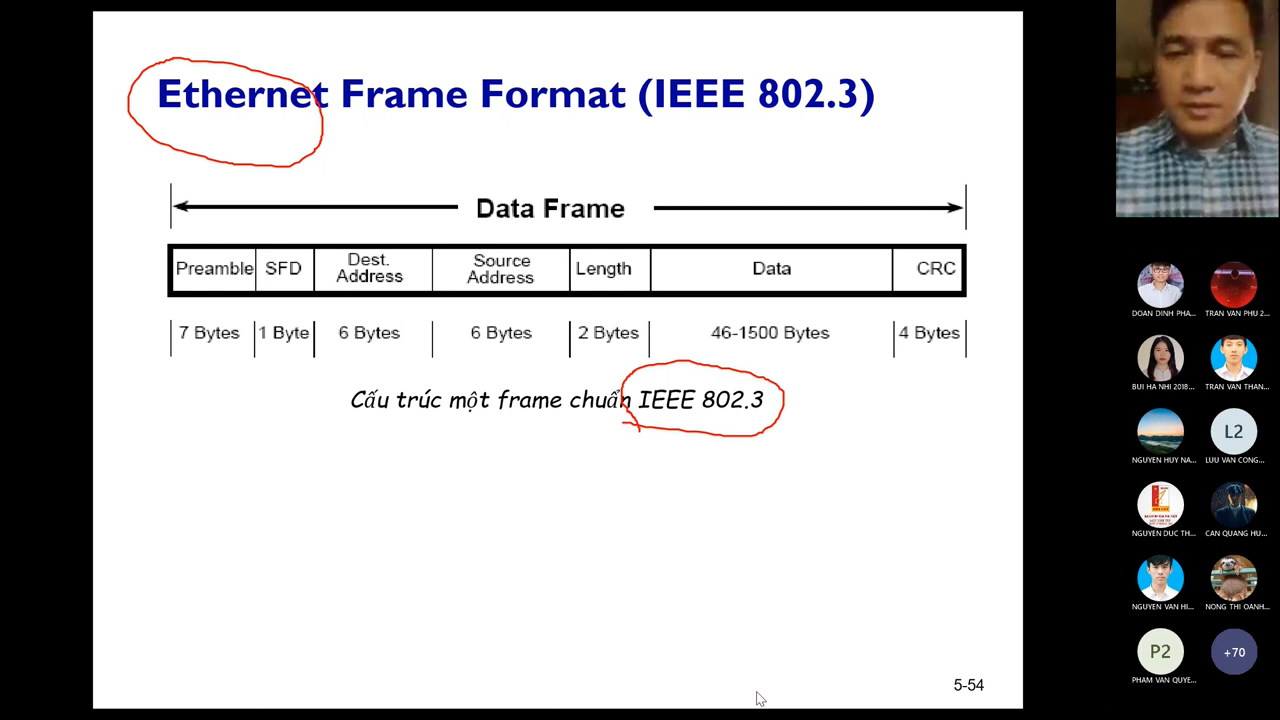 Ethernet Frame Format (IEEE 802.3)
Data Frame
Preamble SFD Dest. Address Source Address Length Data CRC
7 Bytes 1 Byte 6 Bytes 6 Bytes 2 Bytes 46-1500 Bytes 4 Bytes
Cấu trúc một frame chuẩn IEEE 802.3
5-54
DOAN DINH PHA... TRAN VAN PHU 2...
BUI HA NHI 2018... TRAN VAN THAN...
L2
NGUYEN HUY NA... LUU VAN CONG...
NGUYEN DUC TH... CAN QUANG HU...
NGUYEN VAN HI... NONG THI OANH...
P2 +70
PHAM VAN QUYE...